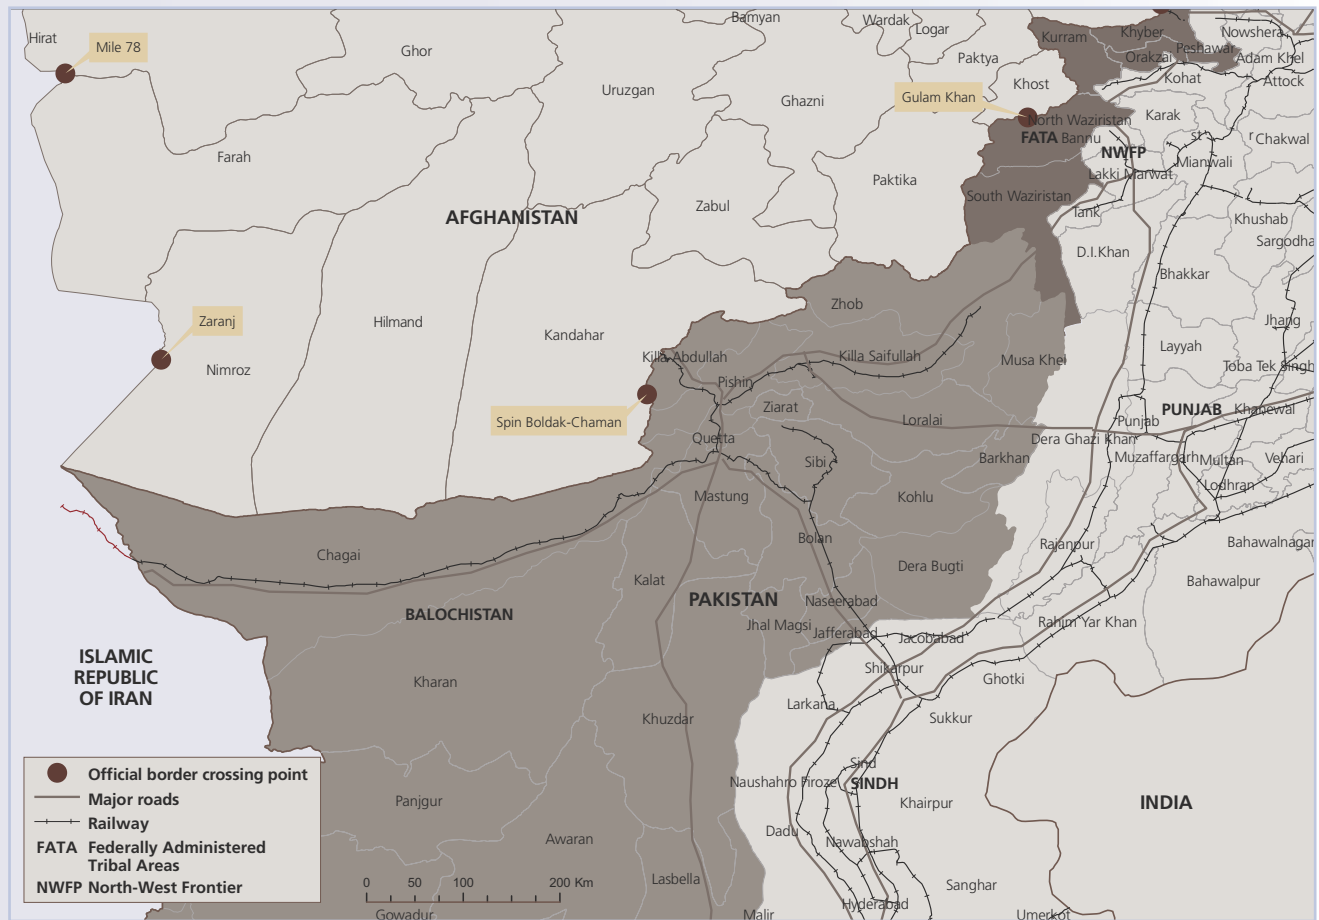 Hirat
Mile 78
Ghor
Bamyan
Wardak
Logar
Kurram
Khyber
Nowshera
Peshawar
Orakzai
Adam Khel
Paktya
Khost
Kohat
Attock
Uruzgan
Ghazni
Gulam Khan
North Waziristan
Karak
FATA
Bannu
NWFP
st
r
Chakwal
Mianwali
Farah
Lakki Marwat
Paktika
South Waziristan
Zabul
Tank
AFGHANISTAN
Khushab
Sargodha
D.I.Khan
Bhakkar
Zhob
Zaranj
Hilmand
Kandahar
Jhang
Layyah
Killa Abdullah
Killa Saifullah
Musa Khel
Toba Tek Singh
Nimroz
Pishin
Ziarat
Spin Boldak-Chaman
Loralai
PUNJAB
Khanewal
Punjab
Quetta
Dera Ghazi Khan
Sibi
Barkhan
Muzaffargarh
Multan
Vehari
Lodhran
Mastung
Kohlu
Bolan
Rajanpur
Bahawalnagar
Chagai
Dera Bugti
Kalat
Bahawalpur
PAKISTAN
Naseerabad
BALOCHISTAN
Jhal Magsi
Jafferabad
Jacobabad
Rahim Yar Khan
ISLAMIC
REPUBLIC
OF IRAN
Kharan
Shikarpur
Ghotki
Larkana
Khuzdar
Sukkur
Sind
Naushahro Firoze
SINDH
Khairpur
INDIA
Panjgur
Dadu
Awaran
Nawabshah
Lasbella
Sanghar
Hyderabad
Gowadur
Malir
Umerkot
Official border crossing point
Major roads
Railway
FATA Federally Administered
Tribal Areas
NWFP North-West Frontier
0 50 100 200 Km